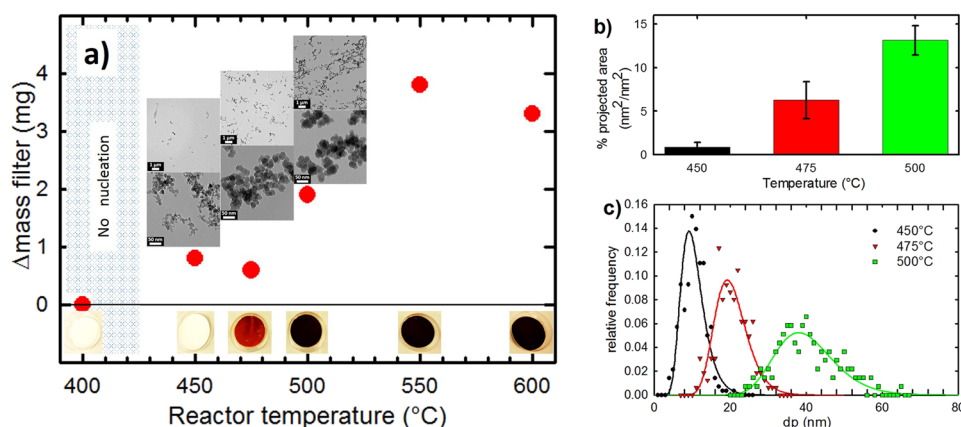 a)
Δmass filter (mg)
4
3
2
1
0
No nucleation
1 µm
50 nm
1 µm
50 nm
1 µm
50 nm
400
450
500
550
600
Reactor temperature (°C)
b)
% projected area
(nm²/nm²)
15
10
5
0
450
475
500
Temperature (°C)
c)
relative frequency
0.16
0.14
0.12
0.10
0.08
0.06
0.04
0.02
0.00
450°C
475°C
500°C
0
20
40
60
80
dp (nm)